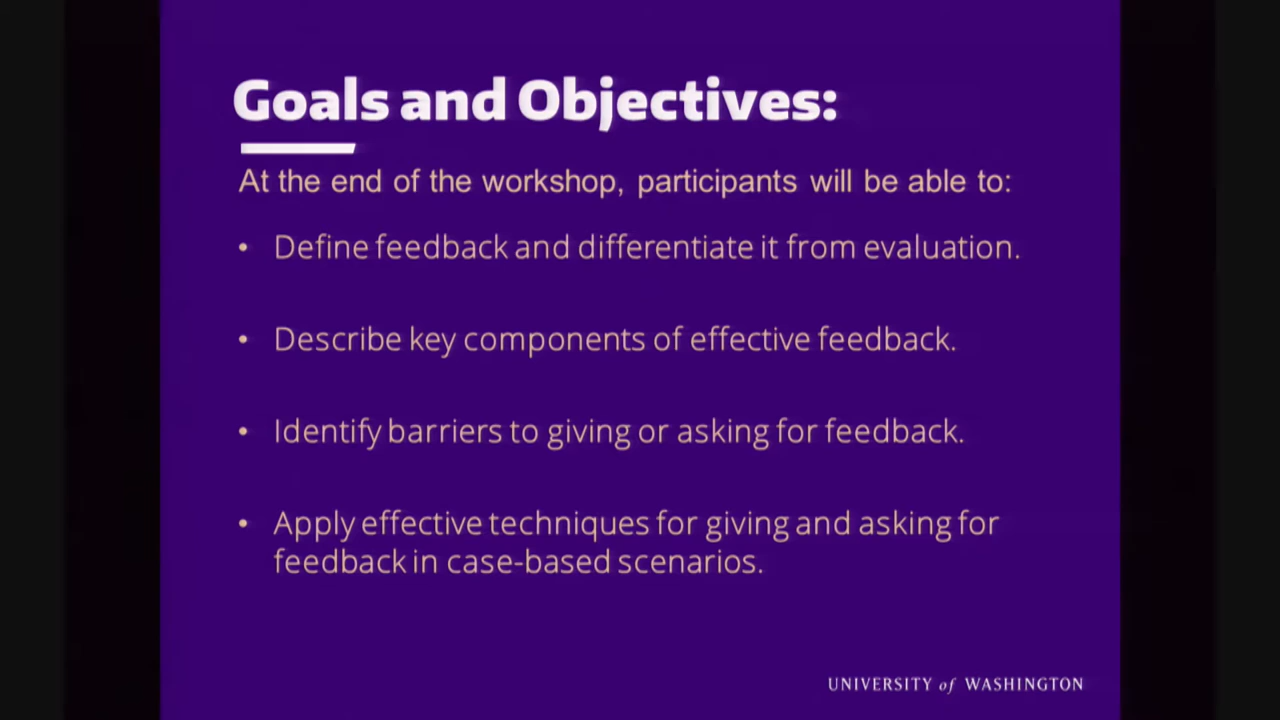 Goals and Objectives:
At the end of the workshop, participants will be able to:
• Define feedback and differentiate it from evaluation.
• Describe key components of effective feedback.
• Identify barriers to giving or asking for feedback.
• Apply effective techniques for giving and asking for
feedback in case-based scenarios.
UNIVERSITY of WASHINGTON